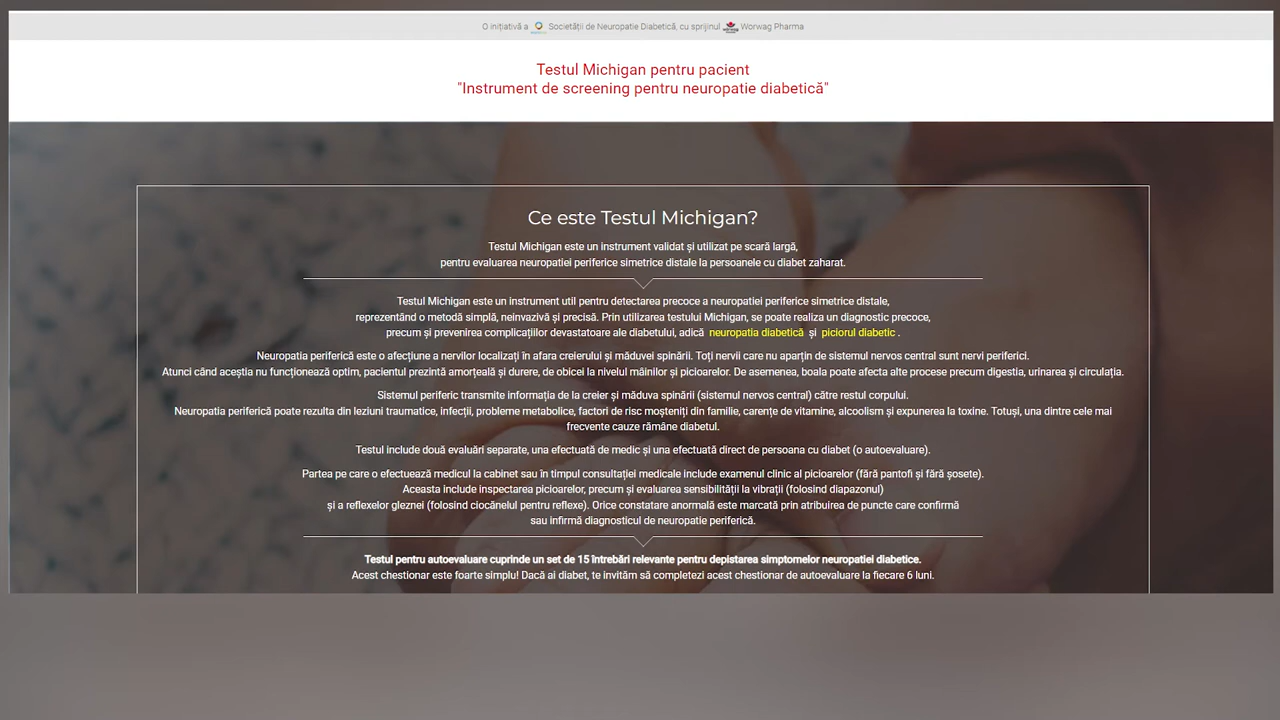 O inițiativă a Societății de Neuropatie Diabetică, cu sprijinul Worwag Pharma
Testul Michigan pentru pacient
"Instrument de screening pentru neuropatie diabetică"
Ce este Testul Michigan?
Testul Michigan este un instrument validat și utilizat pe scară largă,
pentru evaluarea neuropatiei periferice simetrice distale la persoanele cu diabet zaharat.
Testul Michigan este un instrument util pentru detectarea precoce a neuropatiei periferice simetrice distale,
reprezentând o metodă simplă, neinvazivă și precisă. Prin utilizarea testului Michigan, se poate realiza un diagnostic precoce,
precum și prevenirea complicațiilor devastatoare ale diabetului, adică neuropatia diabetică și piciorul diabetic .
Neuropatia periferică este o afecțiune a nervilor localizați în afara creierului și măduvei spinării. Toți nervii care nu aparțin de sistemul nervos central sunt nervi periferici.
Atunci când aceștia nu funcționează optim, pacientul prezintă amorțeală și durere, de obicei la nivelul mâinilor și picioarelor. De asemenea, boala poate afecta alte procese precum digestia, urinarea și circulația.
Sistemul periferic transmite informația de la creier și măduva spinării (sistemul nervos central) către restul corpului.
Neuropatia periferică poate rezulta din leziuni traumatice, infecții, probleme metabolice, factori de risc moșteniți din familie, carențe de vitamine, alcoolism și expunerea la toxine. Totuși, una dintre cele mai
frecvente cauze rămâne diabetul.
Testul include două evaluări separate, una efectuată de medic și una efectuată direct de persoana cu diabet (o autoevaluare).
Partea pe care o efectuează medicul la cabinet sau în timpul consultației medicale include examenul clinic al picioarelor (fără pantofi și fără șosete).
Aceasta include inspectarea picioarelor, precum și evaluarea sensibilității la vibrații (folosind diapazonul)
și a reflexelor gleznei (folosind ciocănelul pentru reflexe). Orice constatare anormală este marcată prin atribuirea de puncte care confirmă
sau infirmă diagnosticul de neuropatie periferică.
Testul pentru autoevaluare cuprinde un set de 15 întrebări relevante pentru depistarea simptomelor neuropatiei diabetice.
Acest chestionar este foarte simplu! Dacă ai diabet, te invităm să completezi acest chestionar de autoevaluare la fiecare 6 luni.